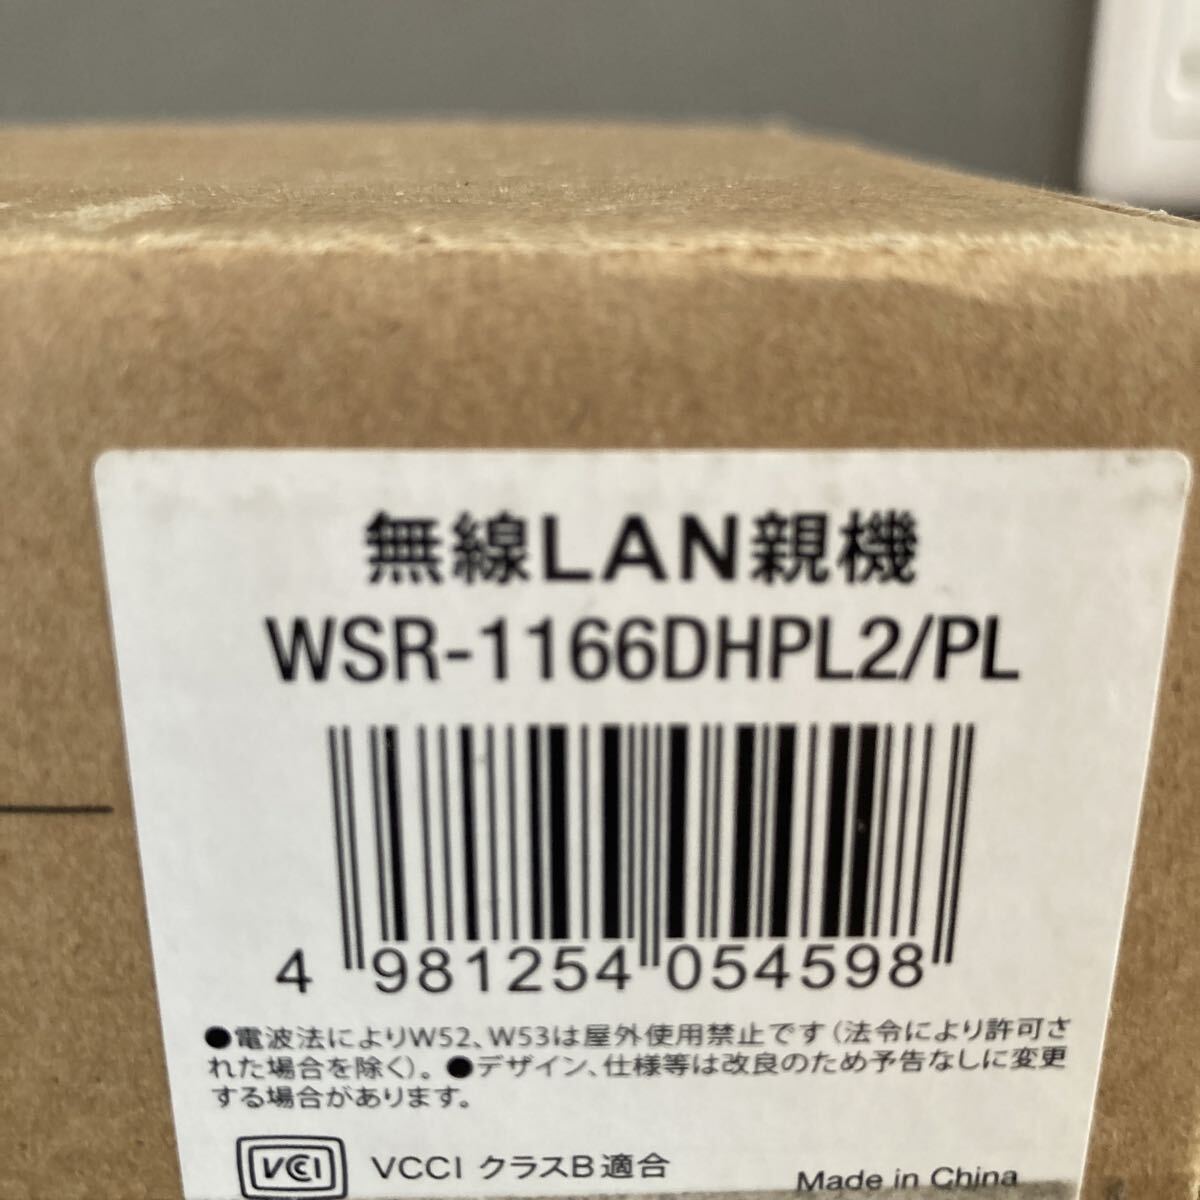 無線LAN親機
WSR-1166DHPL2/PL
4 981254 054598
●電波法によりW52、W53は屋外使用禁止です（法令により許可さ
れた場合を除く）。●デザイン、仕様等は改良のため予告なしに変更
する場合があります。
VCCI VCCI クラスB適合
Made in China